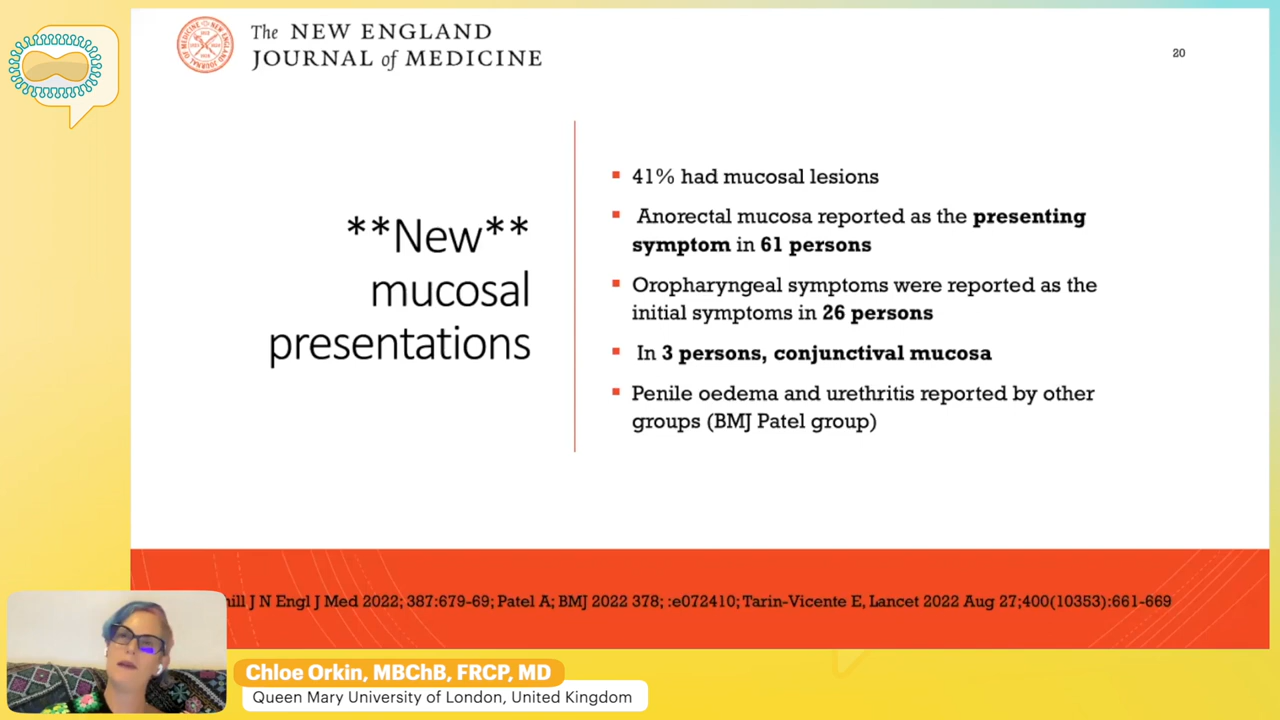 The NEW ENGLAND
JOURNAL of MEDICINE
20
**New**
mucosal
presentations
▪ 41% had mucosal lesions
▪ Anorectal mucosa reported as the presenting
symptom in 61 persons
▪ Oropharyngeal symptoms were reported as the
initial symptoms in 26 persons
▪ In 3 persons, conjunctival mucosa
▪ Penile oedema and urethritis reported by other
groups (BMJ Patel group)
J N Engl J Med 2022; 387:679-69; Patel A; BMJ 2022 378; :e072410; Tarin-Vicente E, Lancet 2022 Aug 27;400(10353):661-669
Chloe Orkin, MBChB, FRCP, MD
Queen Mary University of London, United Kingdom